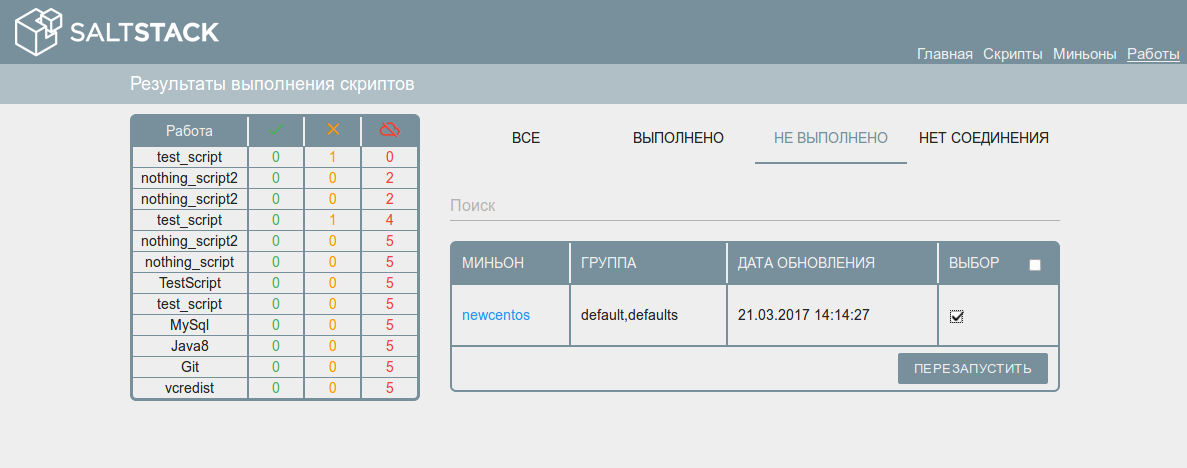 SALTSTACK
Главная Скрипты Миньоны Работы
Результаты выполнения скриптов
Работа
test_script 0 1 0
nothing_script2 0 0 2
nothing_script2 0 0 2
test_script 0 1 4
nothing_script2 0 0 5
nothing_script 0 0 5
TestScript 0 0 5
test_script 0 0 5
MySql 0 0 5
Java8 0 0 5
Git 0 0 5
vcredist 0 0 5
ВСЕ ВЫПОЛНЕНО НЕ ВЫПОЛНЕНО НЕТ СОЕДИНЕНИЯ
Поиск
МИНЬОН ГРУППА ДАТА ОБНОВЛЕНИЯ ВЫБОР
newcentos default,defaults 21.03.2017 14:14:27
ПЕРЕЗАПУСТИТЬ